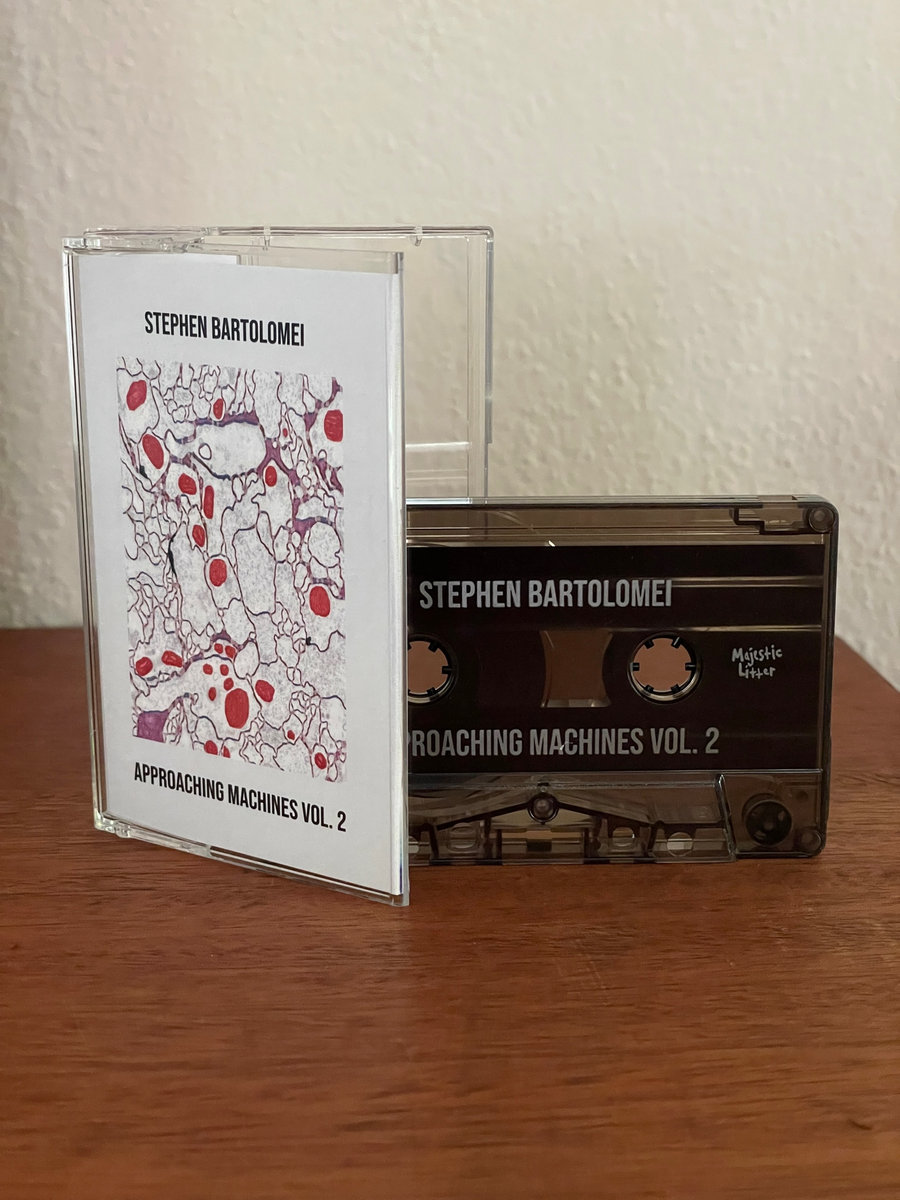 STEPHEN BARTOLOMEI
APPROACHING MACHINES VOL. 2
STEPHEN BARTOLOMEI
Majestic
Litter
PROACHING MACHINES VOL. 2